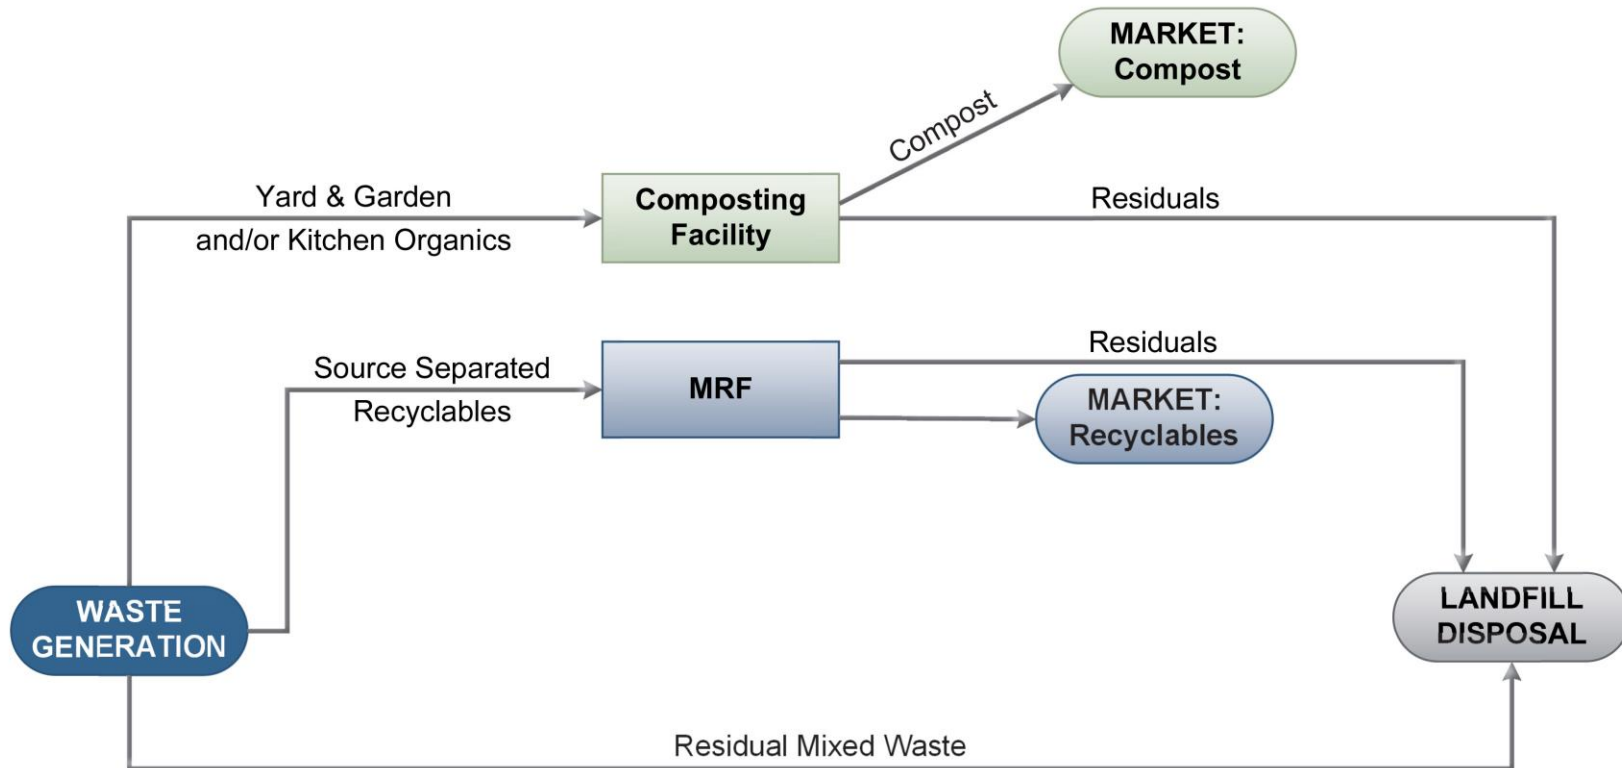 MARKET:
Compost
Compost
Yard & Garden
and/or Kitchen Organics
Composting
Facility
Residuals
Source Separated
Recyclables
MRF
Residuals
MARKET:
Recyclables
WASTE
GENERATION
LANDFILL
DISPOSAL
Residual Mixed Waste